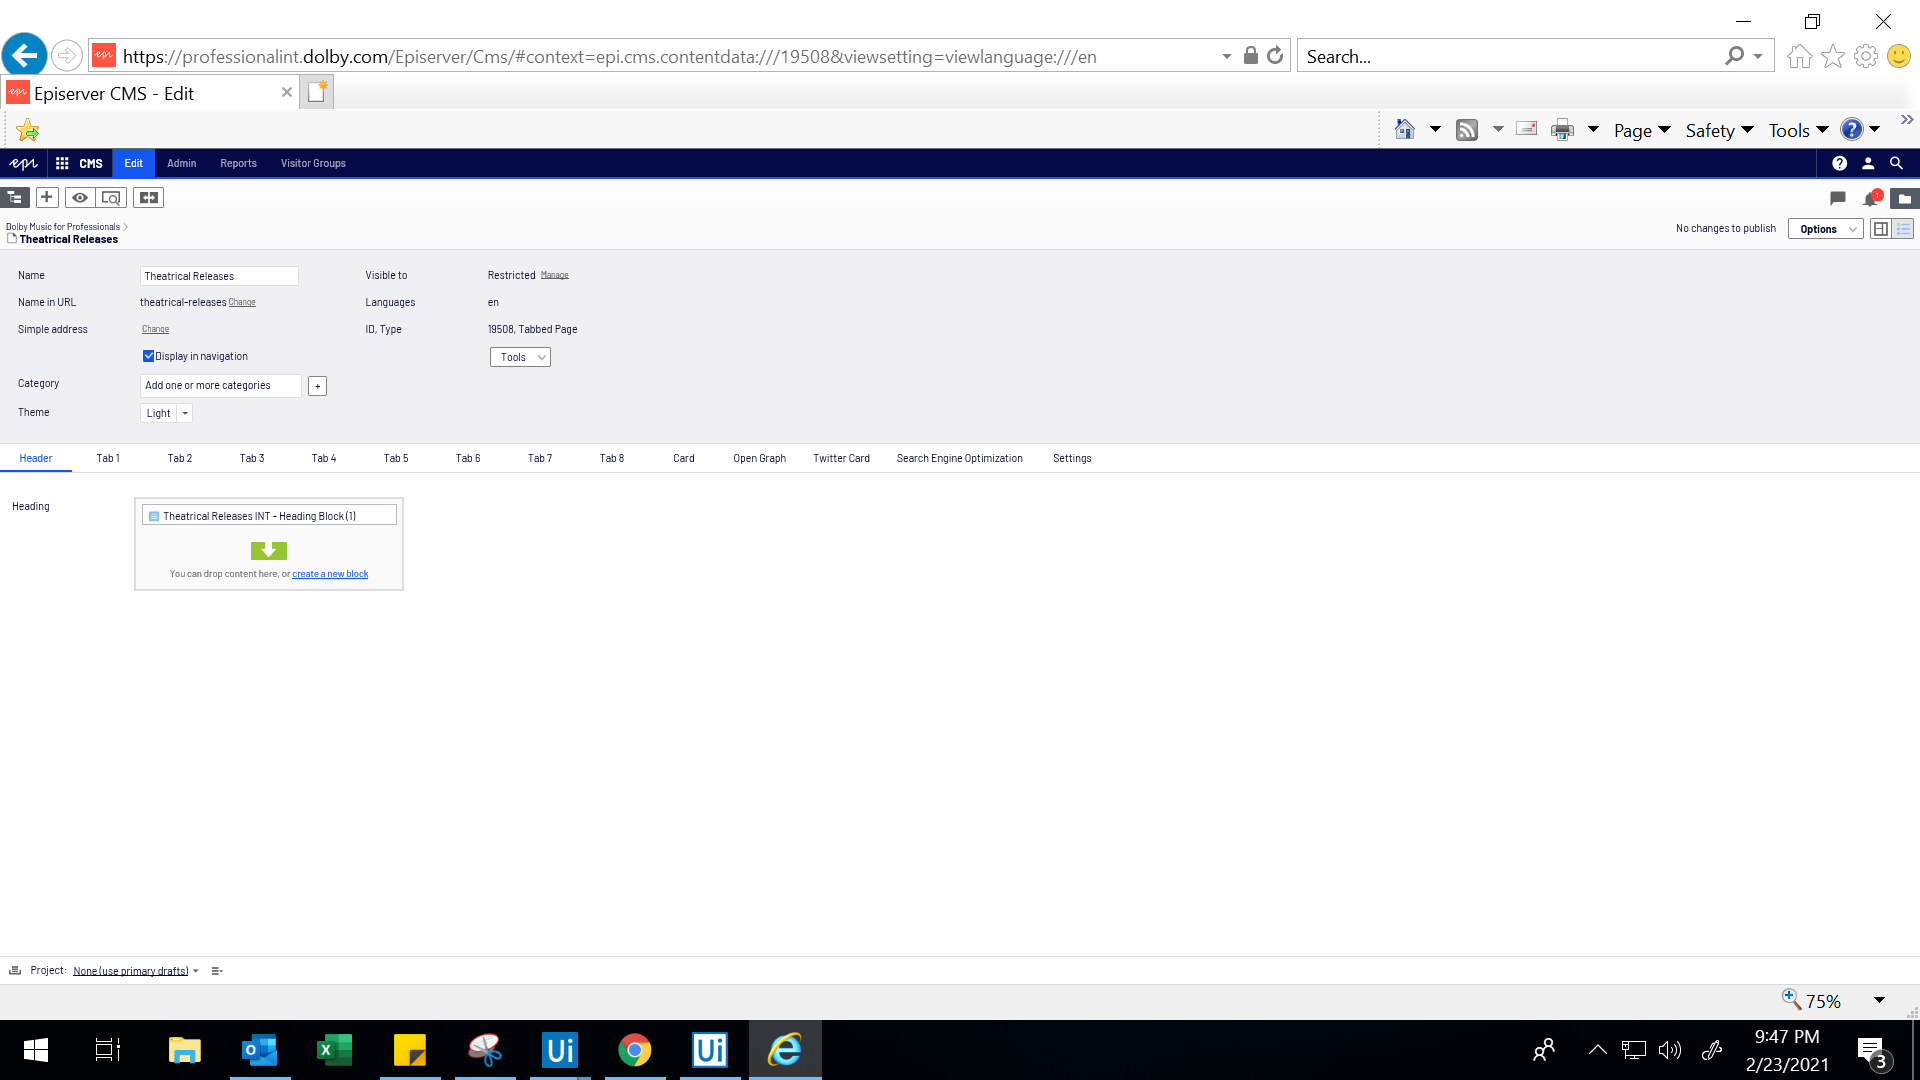 https://professionalint.dolby.com/Episerver/Cms/#context=epi.cms.contentdata:///19508&viewsetting=viewlanguage:///en
Search...
Episerver CMS - Edit
Page
Safety
Tools
epi
CMS
Edit
Admin
Reports
Visitor Groups
1
Dolby Music for Professionals
Theatrical Releases
No changes to publish
Options
Name
Theatrical Releases
Visible to
Restricted Manage
Name in URL
theatrical-releases Change
Languages
en
Simple address
Change
ID, Type
19508, Tabbed Page
Display in navigation
Tools
Category
Add one or more categories
+
Theme
Light
Header
Tab 1
Tab 2
Tab 3
Tab 4
Tab 5
Tab 6
Tab 7
Tab 8
Card
Open Graph
Twitter Card
Search Engine Optimization
Settings
Heading
Theatrical Releases INT - Heading Block (1)
You can drop content here, or create a new block
Project: None (use primary drafts)
75%
Ui
Ui
9:47 PM
2/23/2021
3